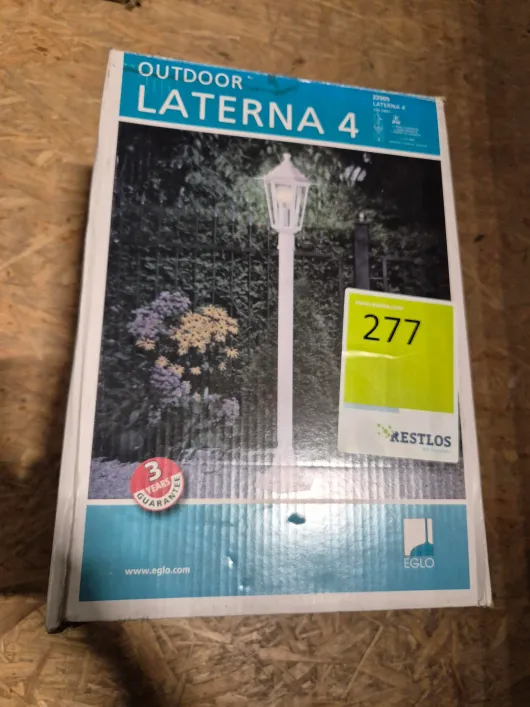 OUTDOOR
LATERNA 4
LATERNA 4
277
RESTLOS
3
YEARS
GUARANTEE
www.eglo.com
EGLO